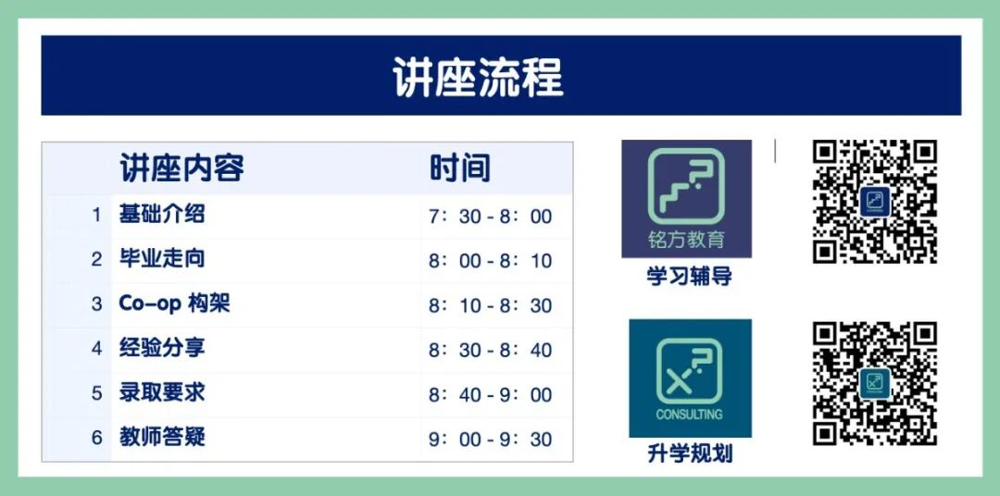 讲座流程
讲座内容 时间
1 基础介绍 7：30 - 8：00
2 毕业走向 8：00 - 8：10
3 Co-op 构架 8：10 - 8：30
4 经验分享 8：30 - 8：40
5 录取要求 8：40 - 9：00
6 教师答疑 9：00 - 9：30
铭方教育
学习辅导
CONSULTING
升学规划